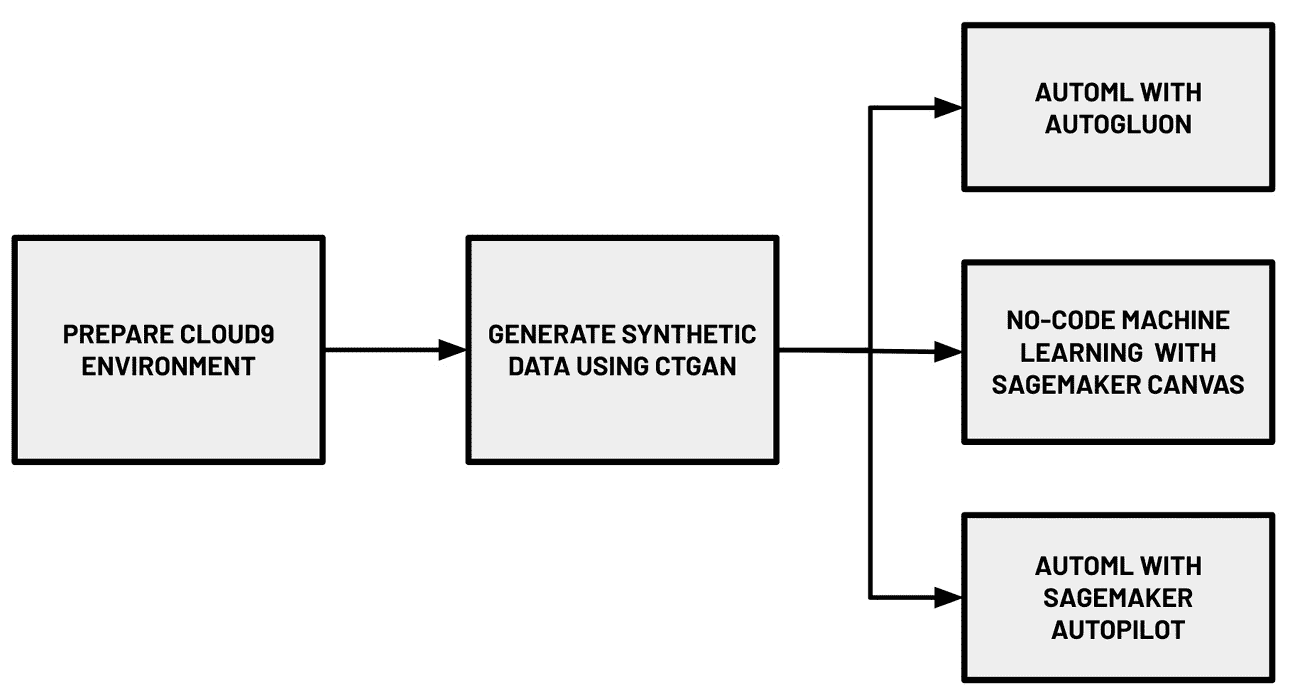 PREPARE CLOUD9
ENVIRONMENT
GENERATE SYNTHETIC
DATA USING CTGAN
AUTOML WITH
AUTOGLUON
NO-CODE MACHINE
LEARNING WITH
SAGEMAKER CANVAS
AUTOML WITH
SAGEMAKER
AUTOPILOT